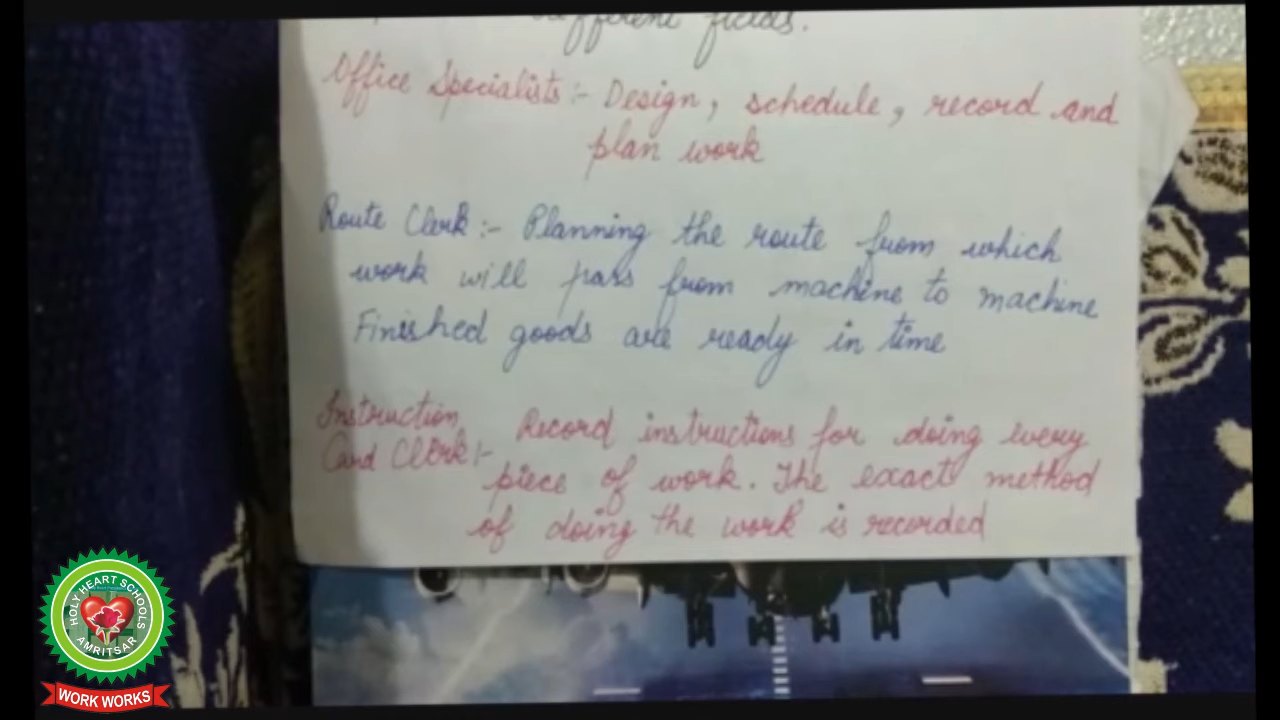 different fields.
Office Specialists:- Design, schedule, record and
plan work
Route Clerk:- Planning the route from which
work will pass from machine to machine
Finished goods are ready in time
Instruction
Card Clerk:- Record instructions for doing every
piece of work. The exact method
of doing the work is recorded
HOLY HEART SCHOOLS
AMRITSAR
WORK WORKS